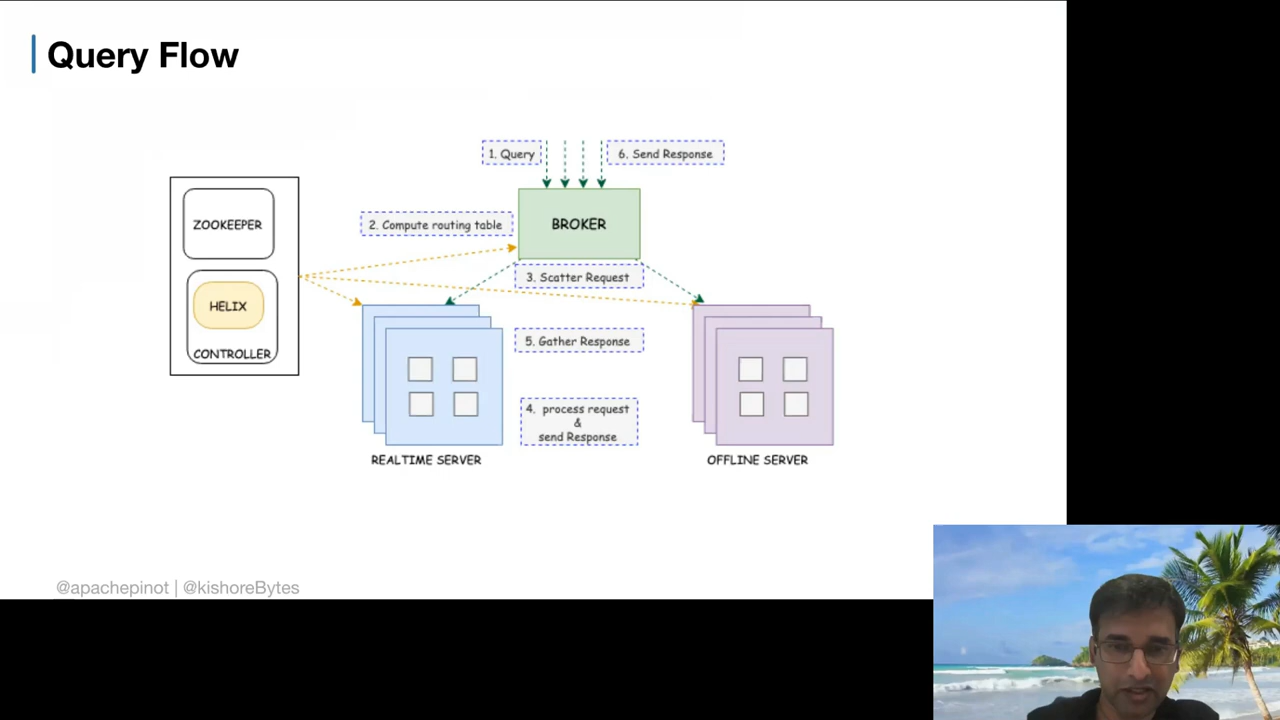 Query Flow
1. Query
6. Send Response
ZOOKEEPER
2. Compute routing table
BROKER
3. Scatter Request
HELIX
CONTROLLER
5. Gather Response
4. process request
&
send Response
REALTIME SERVER
OFFLINE SERVER
@apachepinot | @kishoreBytes